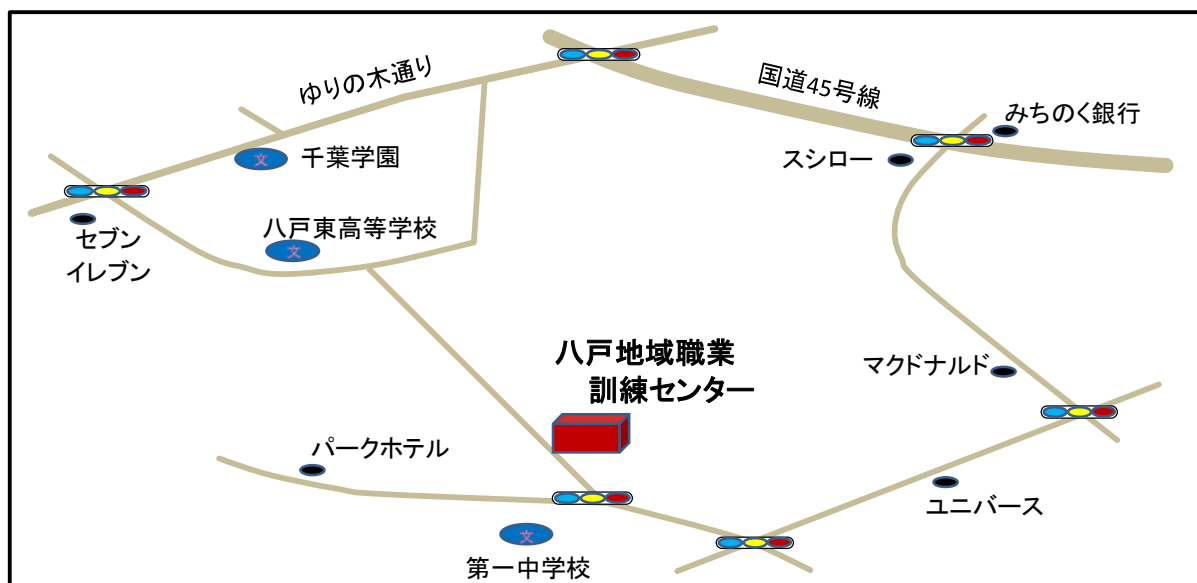 ゆりの木通り
国道45号線
みちのく銀行
スシロー
文
千葉学園
八戸東高等学校
文
セブン
イレブン
八戸地域職業
訓練センター
マクドナルド
パークホテル
ユニバース
文
第一中学校